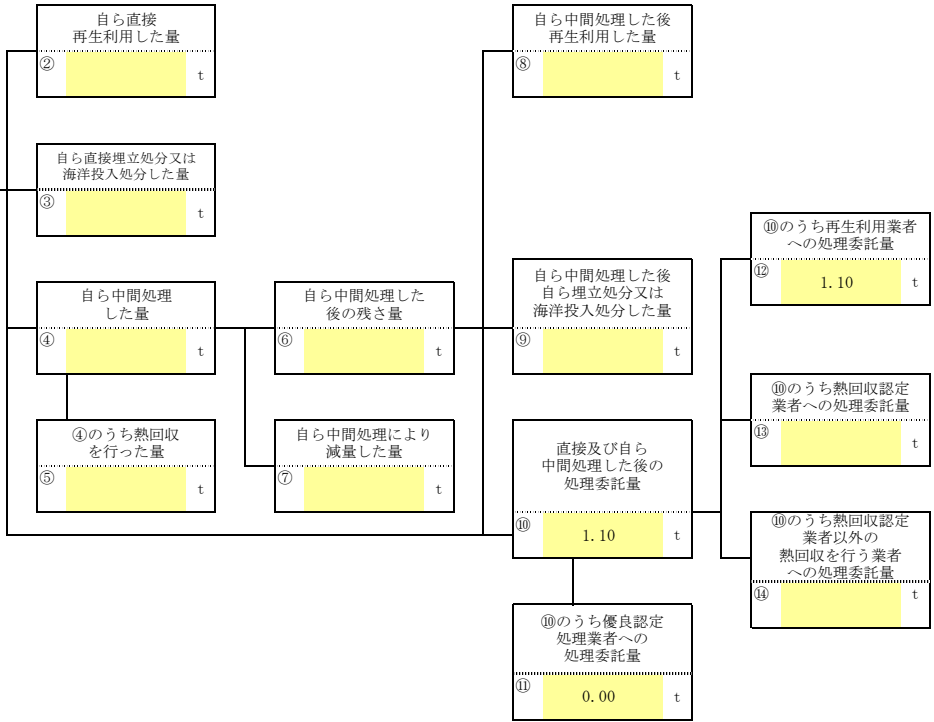 自ら直接
再生利用した量
② t
自ら直接埋立処分又は
海洋投入処分した量
③ t
自ら中間処理
した量
④ t
④のうち熱回収
を行った量
⑤ t
自ら中間処理した
後の残さ量
⑥ t
自ら中間処理により
減量した量
⑦ t
自ら中間処理した後
再生利用した量
⑧ t
自ら中間処理した後
自ら埋立処分又は
海洋投入処分した量
⑨ t
直接及び自ら
中間処理した後の
処理委託量
⑩ 1.10 t
⑩のうち優良認定
処理業者への
処理委託量
⑪ 0.00 t
⑩のうち再生利用業者
への処理委託量
⑫ 1.10 t
⑩のうち熱回収認定
業者への処理委託量
⑬ t
⑩のうち熱回収認定
業者以外の
熱回収を行う業者
への処理委託量
⑭ t